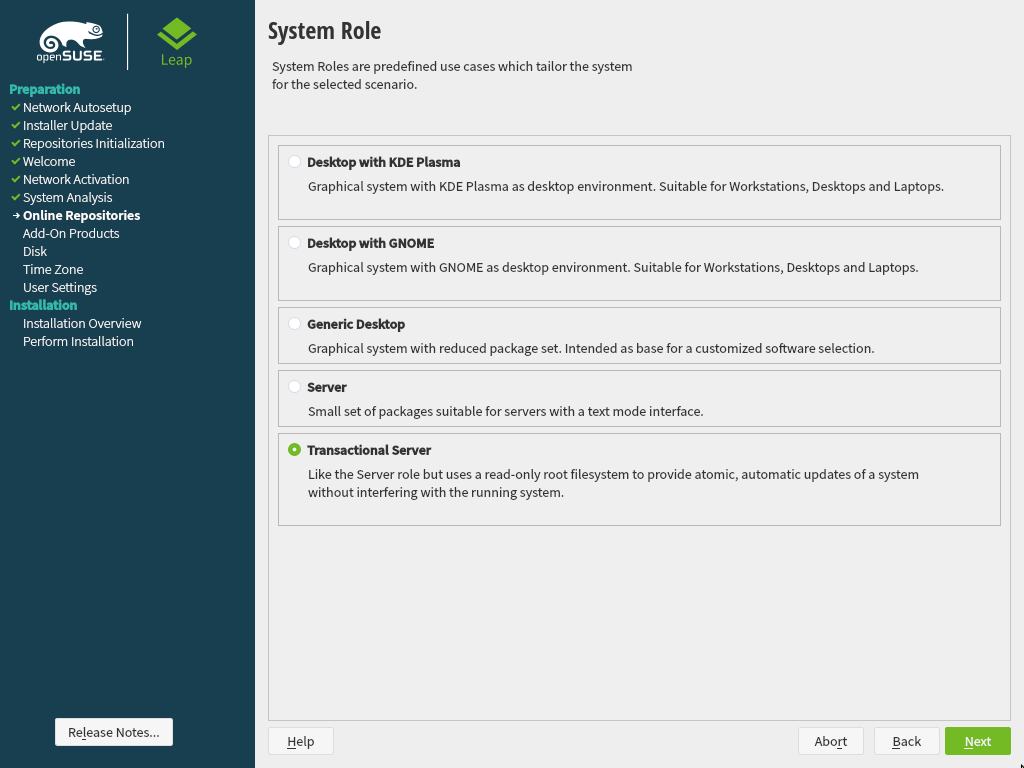 openSUSE
Leap
Preparation
Network Autosetup
Installer Update
Repositories Initialization
Welcome
Network Activation
System Analysis
Online Repositories
Add-On Products
Disk
Time Zone
User Settings
Installation
Installation Overview
Perform Installation
Release Notes...
System Role
System Roles are predefined use cases which tailor the system
for the selected scenario.
Desktop with KDE Plasma
Graphical system with KDE Plasma as desktop environment. Suitable for Workstations, Desktops and Laptops.
Desktop with GNOME
Graphical system with GNOME as desktop environment. Suitable for Workstations, Desktops and Laptops.
Generic Desktop
Graphical system with reduced package set. Intended as base for a customized software selection.
Server
Small set of packages suitable for servers with a text mode interface.
Transactional Server
Like the Server role but uses a read-only root filesystem to provide atomic, automatic updates of a system
without interfering with the running system.
Help
Abort
Back
Next